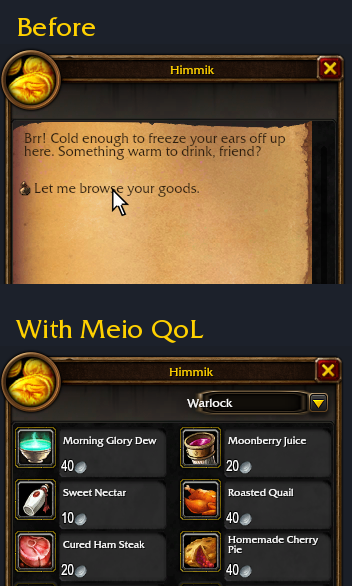 Before
Himmik
Brr! Cold enough to freeze your ears off up
here. Something warm to drink, friend?
Let me browse your goods.
With Meio QoL
Himmik
Warlock
Morning Glory Dew
40
Moonberry Juice
20
Sweet Nectar
10
Roasted Quail
40
Cured Ham Steak
20
Homemade Cherry
Pie
40